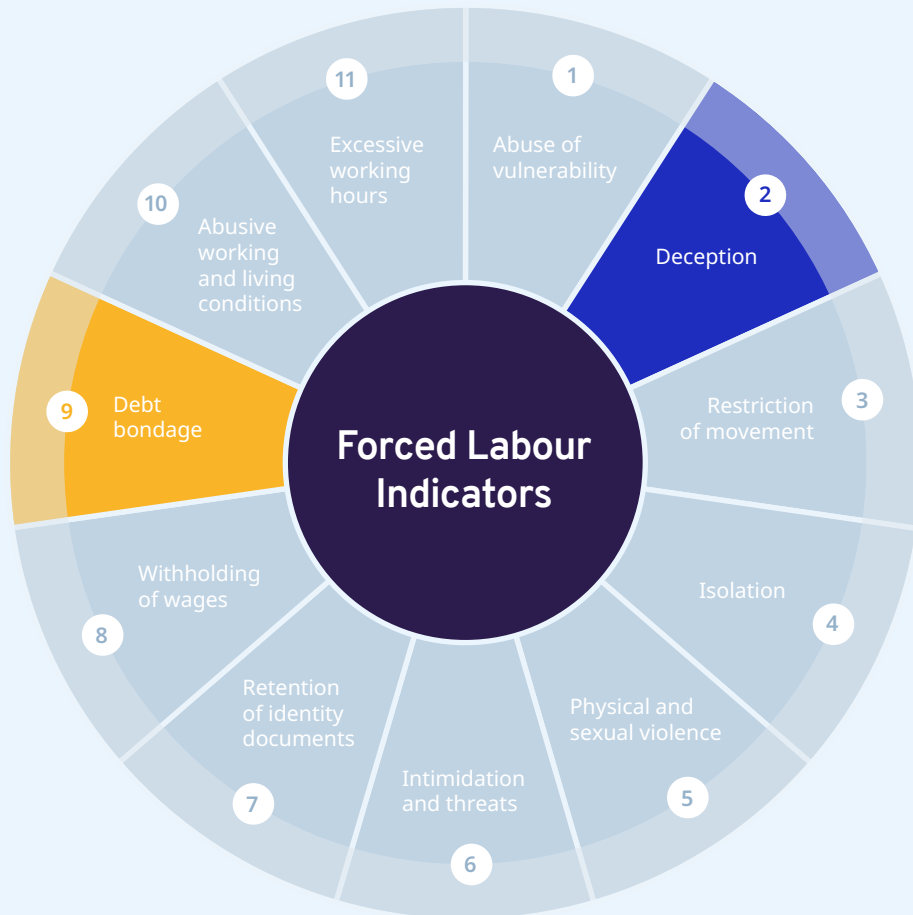 Forced Labour
Indicators
1
Abuse of
vulnerability
2
Deception
3
Restriction
of movement
4
Isolation
5
Physical and
sexual violence
6
Intimidation
and threats
7
Retention
of identity
documents
8
Withholding
of wages
9
Debt
bondage
10
Abusive
working
and living
conditions
11
Excessive
working
hours